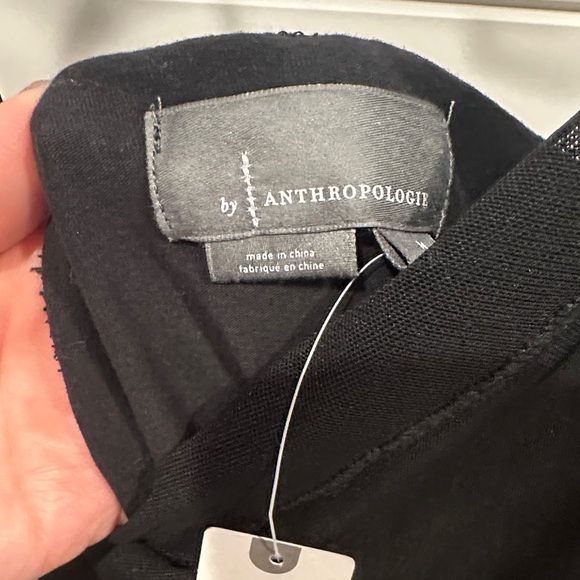 by ANTHROPOLOGIE
made in china
fabriqué en chine